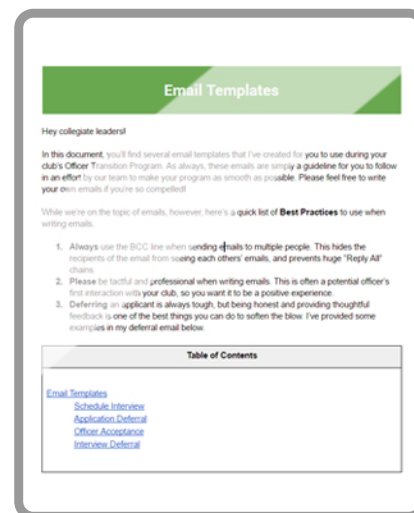 Email Templates
Hey collegiate leaders!
In this document, you'll find several email templates that I've created for you to use during your
club's Officer Transition Program. As always, these emails are simply a guideline for you to follow
in an effort by our team to make your program as smooth as possible. Please feel free to write
your own emails if you're so compelled!
While we're on the topic of emails, however, here's a quick list of Best Practices to use when
writing emails.
1. Always use the BCC line when sending emails to multiple people. This hides the
recipients of the email from seeing each others' emails, and prevents huge "Reply All"
chains.
2. Please be tactful and professional when writing emails. This is often a potential officer's
first interaction with your club, so you want it to be a positive experience.
3. Deferring an applicant is always tough, but being honest and providing thoughtful
feedback is one of the best things you can do to soften the blow. I've provided some
examples in my deferral email below.
Table of Contents
Email Templates
Schedule Interview
Application Deferral
Officer Acceptance
Interview Deferral